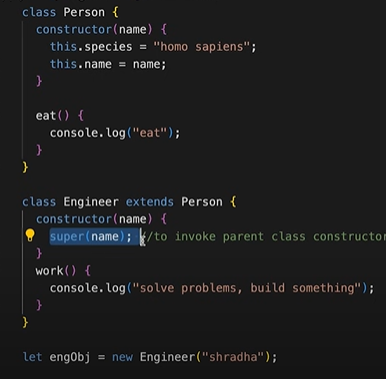 class Person {
constructor(name) {
this.species = "homo sapiens";
this.name = name;
}
eat() {
console.log("eat");
}
}
class Engineer extends Person {
constructor(name) {
super(name); //to invoke parent class constructor
}
work() {
console.log("solve problems, build something");
}
}
let engObj = new Engineer("shradha");